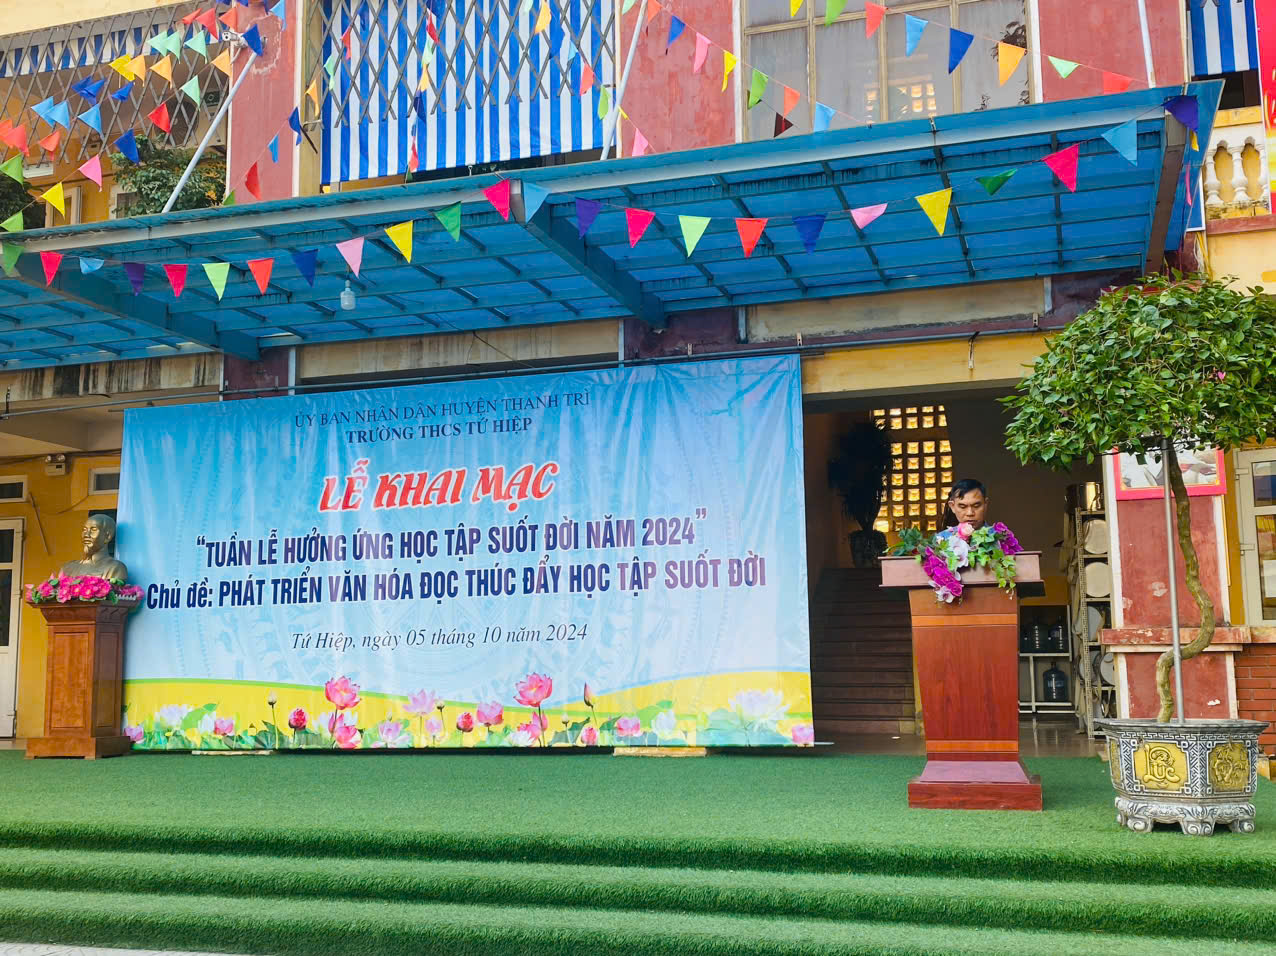 ỦY BAN NHÂN DÂN HUYỆN THANH TRÌ
TRƯỜNG THCS TỨ HIỆP
LỄ KHAI MẠC
“TUẦN LỄ HƯỞNG ỨNG HỌC TẬP SUỐT ĐỜI NĂM 2024”
Chủ đề: PHÁT TRIỂN VĂN HÓA ĐỌC THÚC ĐẨY HỌC TẬP SUỐT ĐỜI
Tứ Hiệp, ngày 05 tháng 10 năm 2024